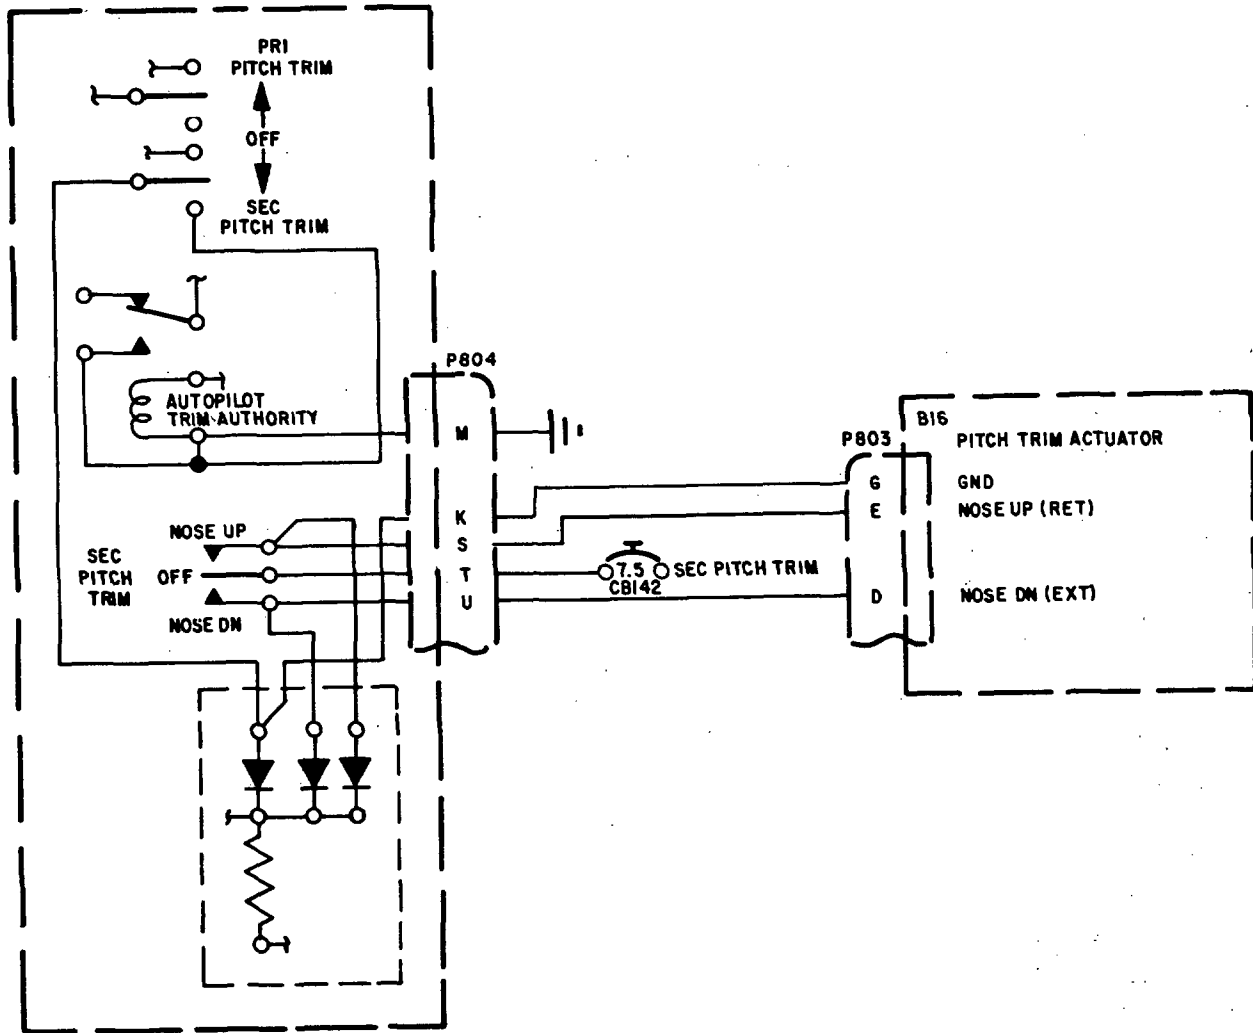 PRI
PITCH TRIM
OFF
SEC
PITCH TRIM
AUTOPILOT
TRIM AUTHORITY
P804
M
K
S
T
U
NOSE UP
SEC
PITCH
TRIM
OFF
NOSE DN
7.5
CB142
SEC PITCH TRIM
P803
G
E
D
B16
PITCH TRIM ACTUATOR
GND
NOSE UP (RET)
NOSE DN (EXT)